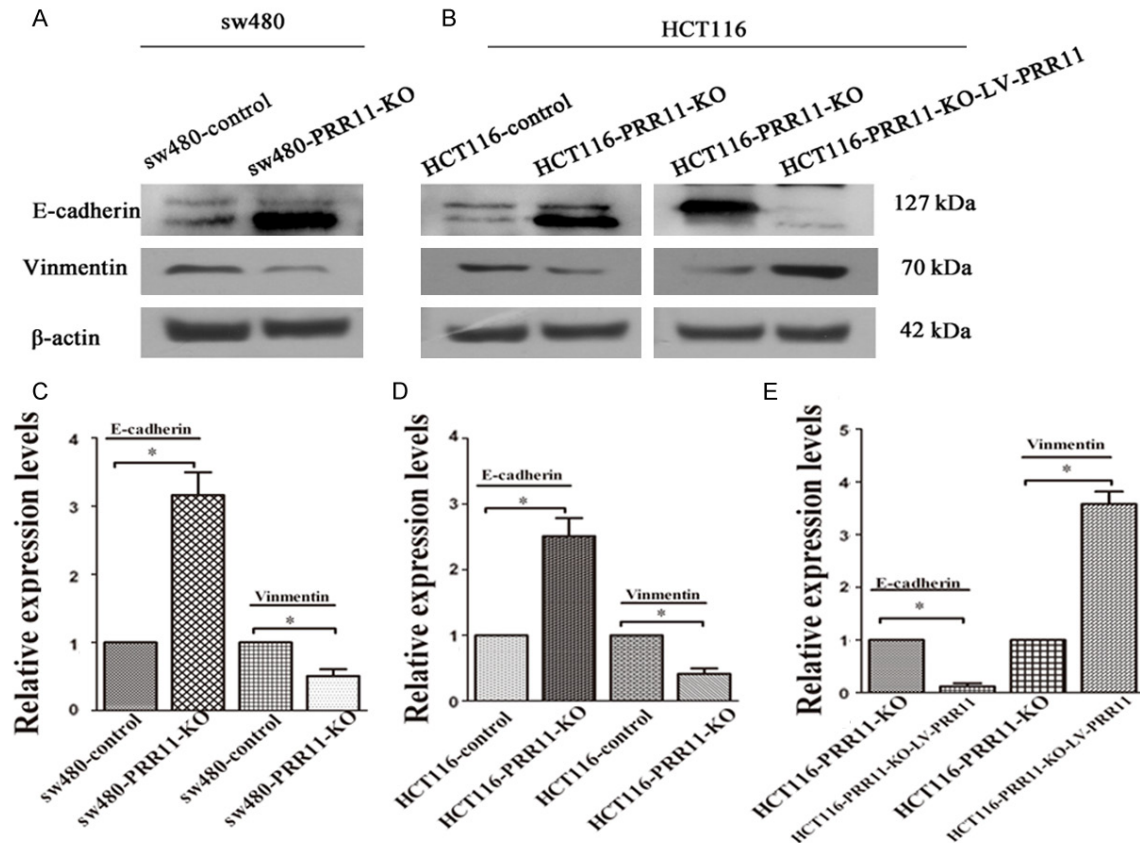 A
sw480
B
HCT116
sw480-control
sw480-PRR11-KO
HCT116-control
HCT116-PRR11-KO
HCT116-PRR11-KO
HCT116-PRR11-KO-LV-PRR11
E-cadherin
127 kDa
Vinmentin
70 kDa
β-actin
42 kDa
C
Relative expression levels
4
3
2
1
0
E-cadherin
*
Vinmentin
*
sw480-control
sw480-PRR11-KO
sw480-control
sw480-PRR11-KO
D
Relative expression levels
4
3
2
1
0
E-cadherin
*
Vinmentin
*
HCT116-control
HCT116-PRR11-KO
HCT116-control
HCT116-PRR11-KO
E
Relative expression levels
5
4
3
2
1
0
E-cadherin
*
Vinmentin
*
HCT116-PRR11-KO
HCT116-PRR11-KO-LV-PRR11
HCT116-PRR11-KO
HCT116-PRR11-KO-LV-PRR11